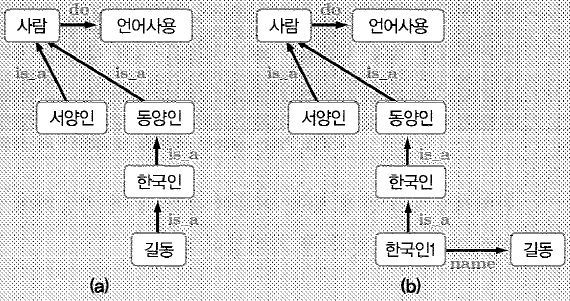 사람 do 언어사용
is_a is_a
서양인 동양인
is_a
한국인
is_a
길동
(a)
사람 do 언어사용
is_a is_a
서양인 동양인
is_a
한국인
is_a
한국인1 name 길동
(b)